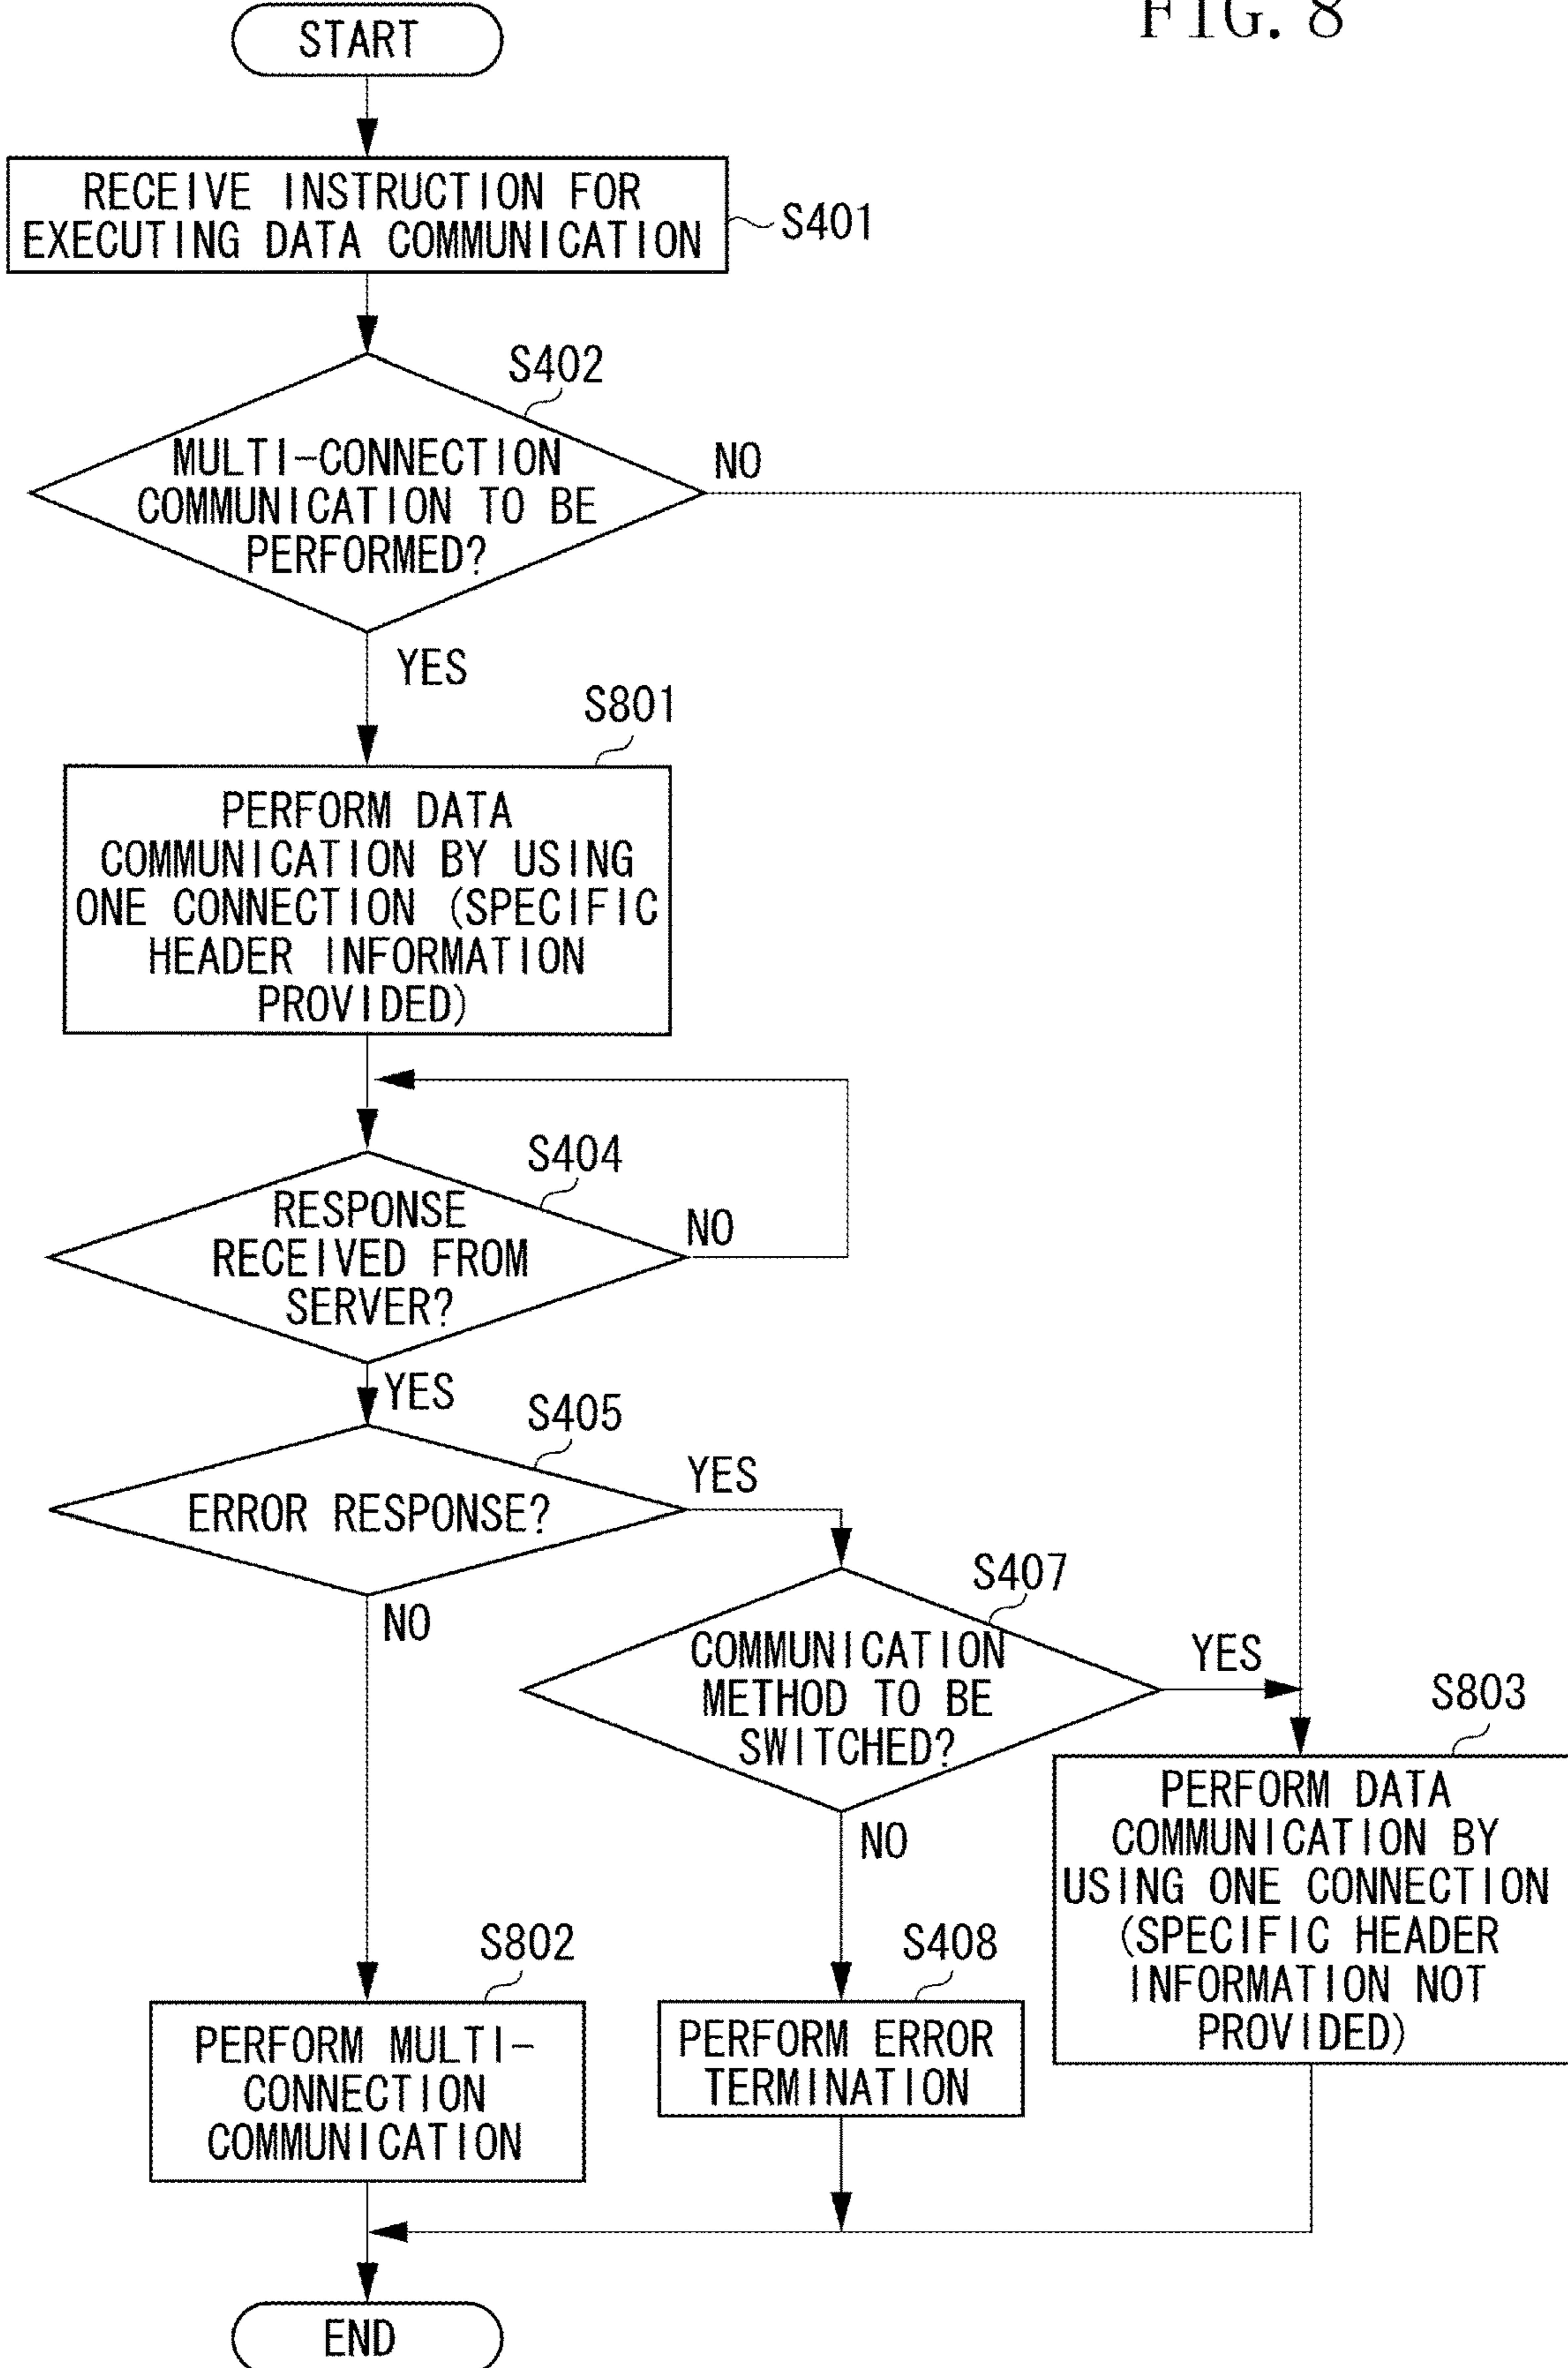 FIG. 8
START
RECEIVE INSTRUCTION FOR
EXECUTING DATA COMMUNICATION
S401
S402
MULTI-CONNECTION
COMMUNICATION TO BE
PERFORMED?
NO
YES
S801
PERFORM DATA
COMMUNICATION BY USING
ONE CONNECTION (SPECIFIC
HEADER INFORMATION
PROVIDED)
S404
RESPONSE
RECEIVED FROM
SERVER?
NO
YES
S405
ERROR RESPONSE?
YES
NO
S407
COMMUNICATION
METHOD TO BE
SWITCHED?
YES
NO
S803
PERFORM DATA
COMMUNICATION BY
USING ONE CONNECTION
(SPECIFIC HEADER
INFORMATION NOT
PROVIDED)
S802
PERFORM MULTI-
CONNECTION
COMMUNICATION
S408
PERFORM ERROR
TERMINATION
END